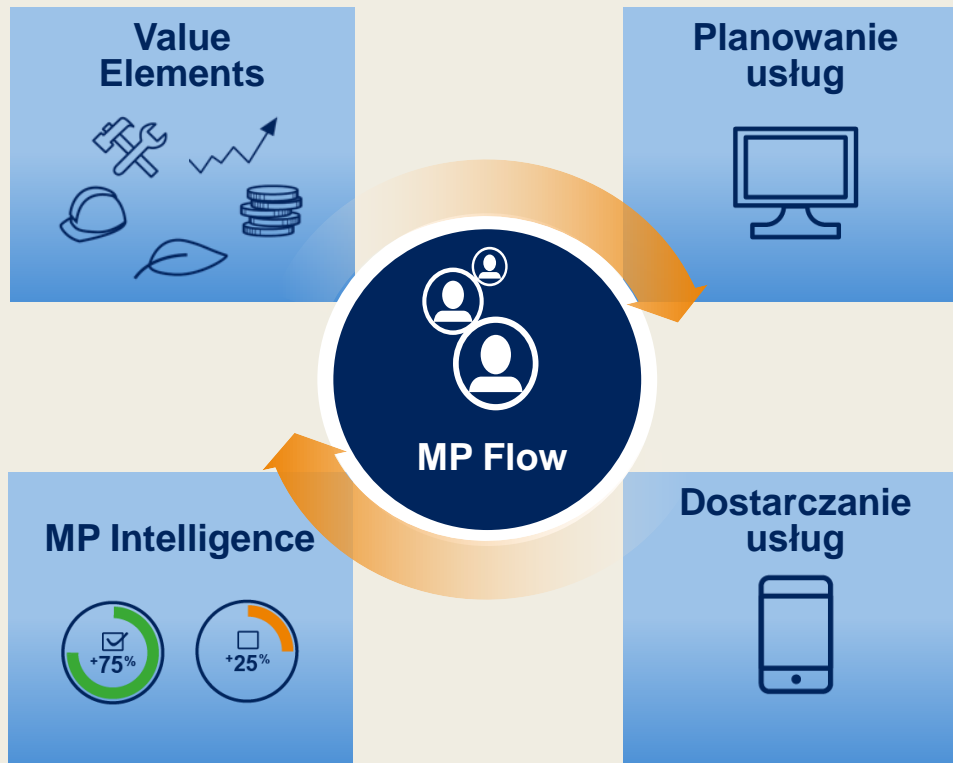 Value
Elements
Planowanie
usług
MP Flow
MP Intelligence
+75%
+25%
Dostarczanie
usług